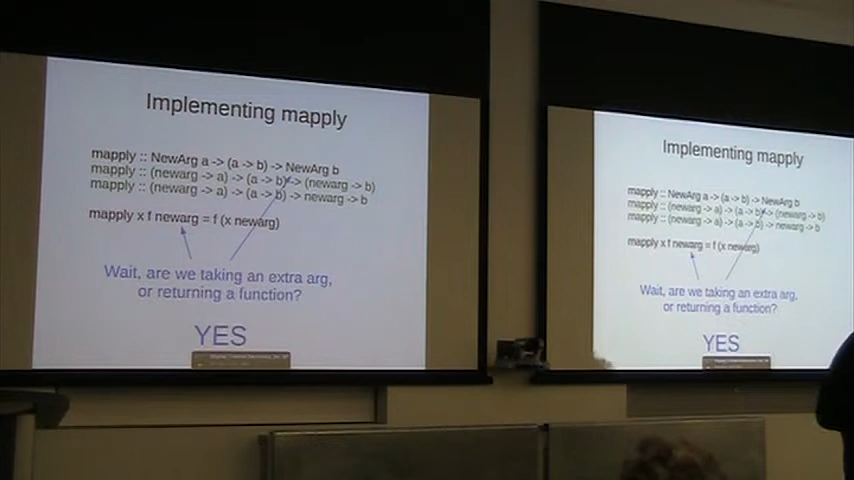 Implementing mapply
mapply :: NewArg a -> (a -> b) -> NewArg b
mapply :: (newarg -> a) -> (a -> b) -> (newarg -> b)
mapply :: (newarg -> a) -> (a -> b) -> newarg -> b
mapply x f newarg = f (x newarg)
Wait, are we taking an extra arg,
or returning a function?
YES
Implementing mapply
mapply :: NewArg a -> (a -> b) -> NewArg b
mapply :: (newarg -> a) -> (a -> b) -> (newarg -> b)
mapply :: (newarg -> a) -> (a -> b) -> newarg -> b
mapply x f newarg = f (x newarg)
Wait, are we taking an extra arg,
or returning a function?
YES